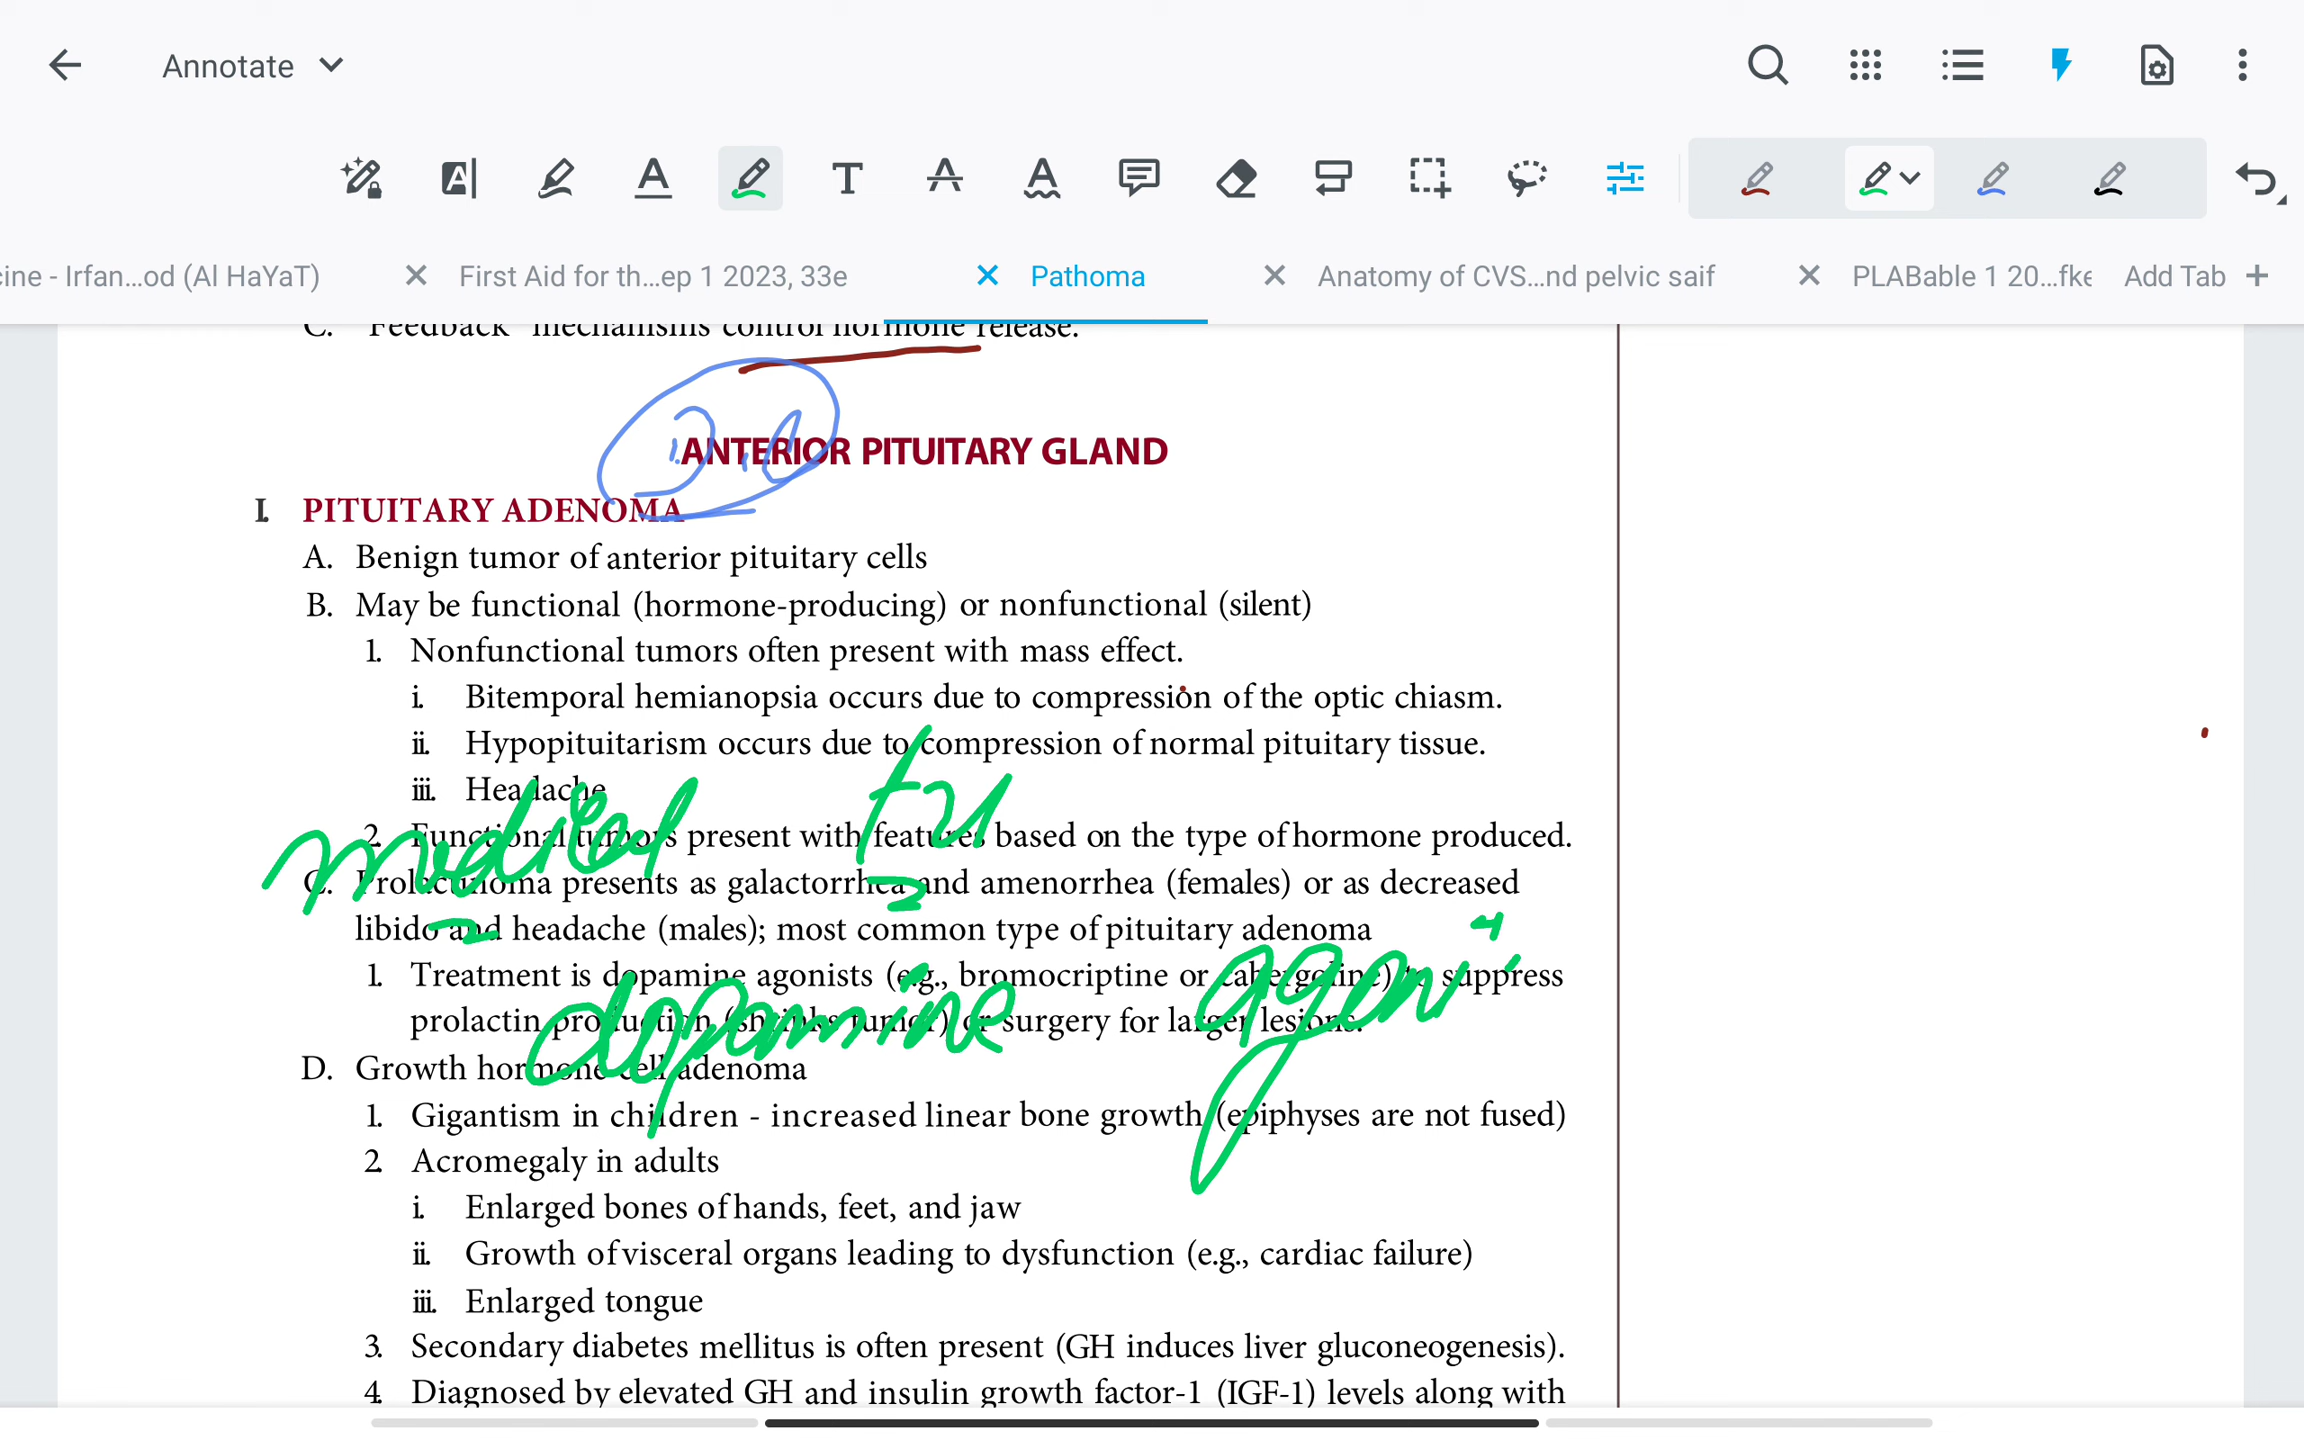 Annotate
cine - Irfan...od (Al HaYaT)
First Aid for th...ep 1 2023, 33e
Pathoma
Anatomy of CVS...nd pelvic saif
PLABable 1 20...fke
Add Tab +
C. Feedback mechanisms control hormone release.
ANTERIOR PITUITARY GLAND
I. PITUITARY ADENOMA
A. Benign tumor of anterior pituitary cells
B. May be functional (hormone-producing) or nonfunctional (silent)
1. Nonfunctional tumors often present with mass effect.
i. Bitemporal hemianopsia occurs due to compression of the optic chiasm.
ii. Hypopituitarism occurs due to compression of normal pituitary tissue.
iii. Headache
medical
2. Functional tumors present with features based on the type of hormone produced.
C. Prolactinoma presents as galactorrhea and amenorrhea (females) or as decreased
libido and headache (males); most common type of pituitary adenoma
1. Treatment is dopamine agonists (e.g., bromocriptine or cabergoline) to suppress
dopamine
prolactin production (shrinks tumor) or surgery for larger lesions.
D. Growth hormone cell adenoma
1. Gigantism in children - increased linear bone growth (epiphyses are not fused)
2. Acromegaly in adults
i. Enlarged bones of hands, feet, and jaw
ii. Growth of visceral organs leading to dysfunction (e.g., cardiac failure)
iii. Enlarged tongue
3. Secondary diabetes mellitus is often present (GH induces liver gluconeogenesis).
4. Diagnosed by elevated GH and insulin growth factor-1 (IGF-1) levels along with